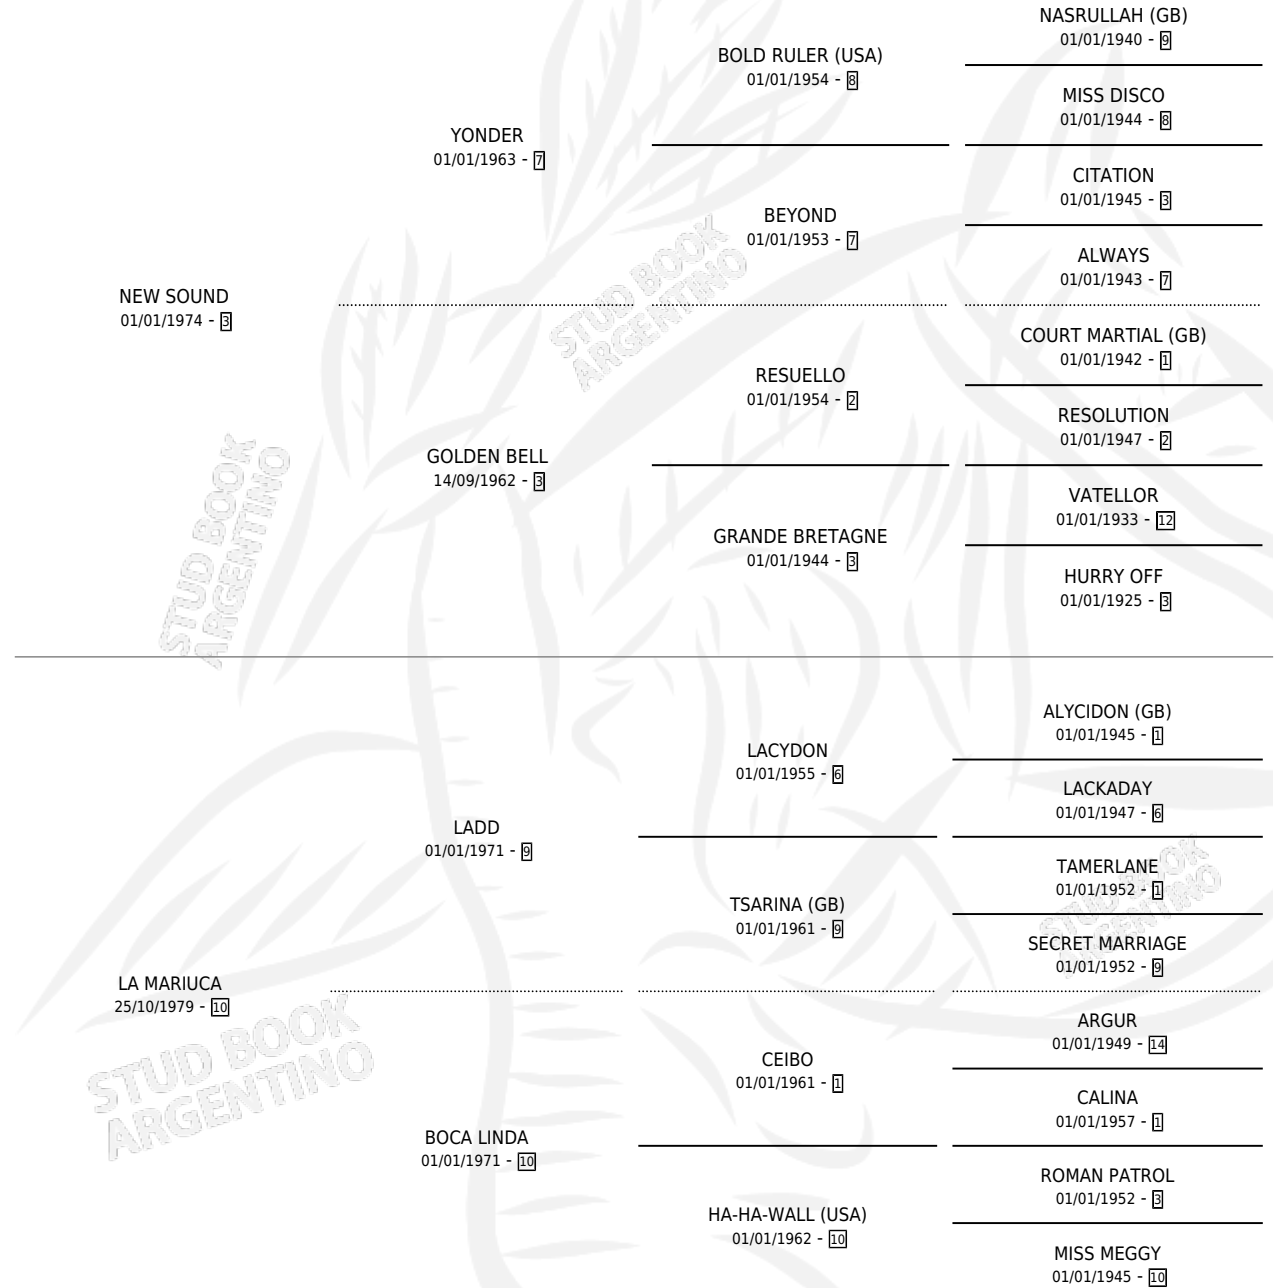 NASRULLAH (GB)
01/01/1940 - 9
BOLD RULER (USA)
01/01/1954 - 8
MISS DISCO
01/01/1944 - 8
YONDER
01/01/1963 - 7
CITATION
01/01/1945 - 3
BEYOND
01/01/1953 - 7
ALWAYS
01/01/1943 - 7
NEW SOUND
01/01/1974 - 3
STUD BOOK
ARGENTINO
COURT MARTIAL (GB)
01/01/1942 - 1
RESUELLO
01/01/1954 - 2
RESOLUTION
01/01/1947 - 2
GOLDEN BELL
14/09/1962 - 3
VATELLOR
01/01/1933 - 12
GRANDE BRETAGNE
01/01/1944 - 3
HURRY OFF
01/01/1925 - 3
STUD BOOK
ARGENTINO
ALYCIDON (GB)
01/01/1945 - 1
LACYDON
01/01/1955 - 6
LACKADAY
01/01/1947 - 6
LADD
01/01/1971 - 9
TAMERLANE
01/01/1952 - 1
TSARINA (GB)
01/01/1961 - 9
SECRET MARRIAGE
01/01/1952 - 9
STUD BOOK
ARGENTINO
LA MARIUCA
25/10/1979 - 10
ARGUR
01/01/1949 - 14
CEIBO
01/01/1961 - 1
CALINA
01/01/1957 - 1
STUD BOOK
ARGENTINO
BOCA LINDA
01/01/1971 - 10
ROMAN PATROL
01/01/1952 - 3
HA-HA-WALL (USA)
01/01/1962 - 10
MISS MEGGY
01/01/1945 - 10